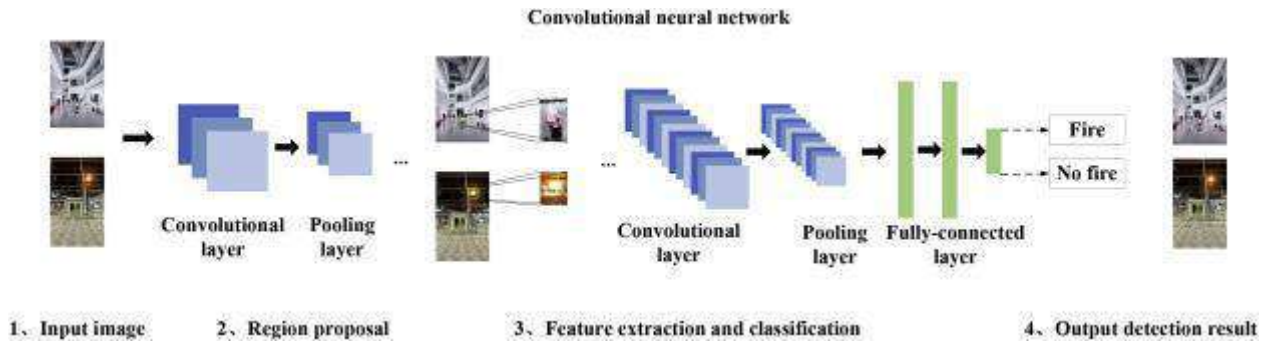 Convolutional neural network
...
...
Fire
No fire
Convolutional
layer
Pooling
layer
Convolutional
layer
Pooling
layer
Fully-connected
layer
1、Input image
2、Region proposal
3、Feature extraction and classification
4、Output detection result